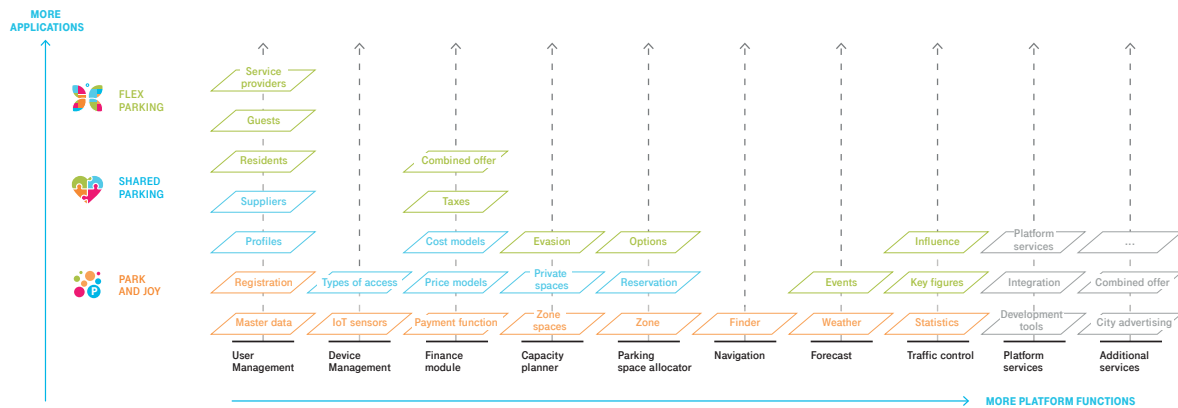 MORE
APPLICATIONS
FLEX
PARKING
SHARED
PARKING
PARK
AND JOY
P
Service
providers
Guests
Residents
Combined offer
Suppliers
Taxes
Profiles
Cost models
Evasion
Options
Influence
Platform
services
...
Registration
Types of access
Price models
Private
spaces
Reservation
Events
Key figures
Integration
Combined offer
Master data
IoT sensors
Payment function
Zone
spaces
Zone
Finder
Weather
Statistics
Development
tools
City advertising
User
Management
Device
Management
Finance
module
Capacity
planner
Parking
space allocator
Navigation
Forecast
Traffic control
Platform
services
Additional
services
MORE PLATFORM FUNCTIONS